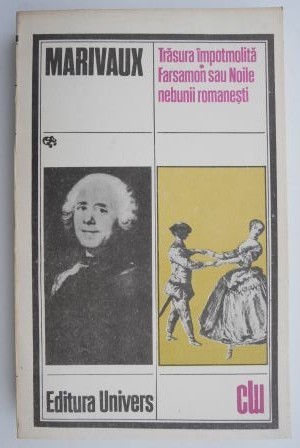 MARIVAUX
Trăsura împotmolită
Farsamon sau Noile
nebunii romanești
Editura Univers
clu